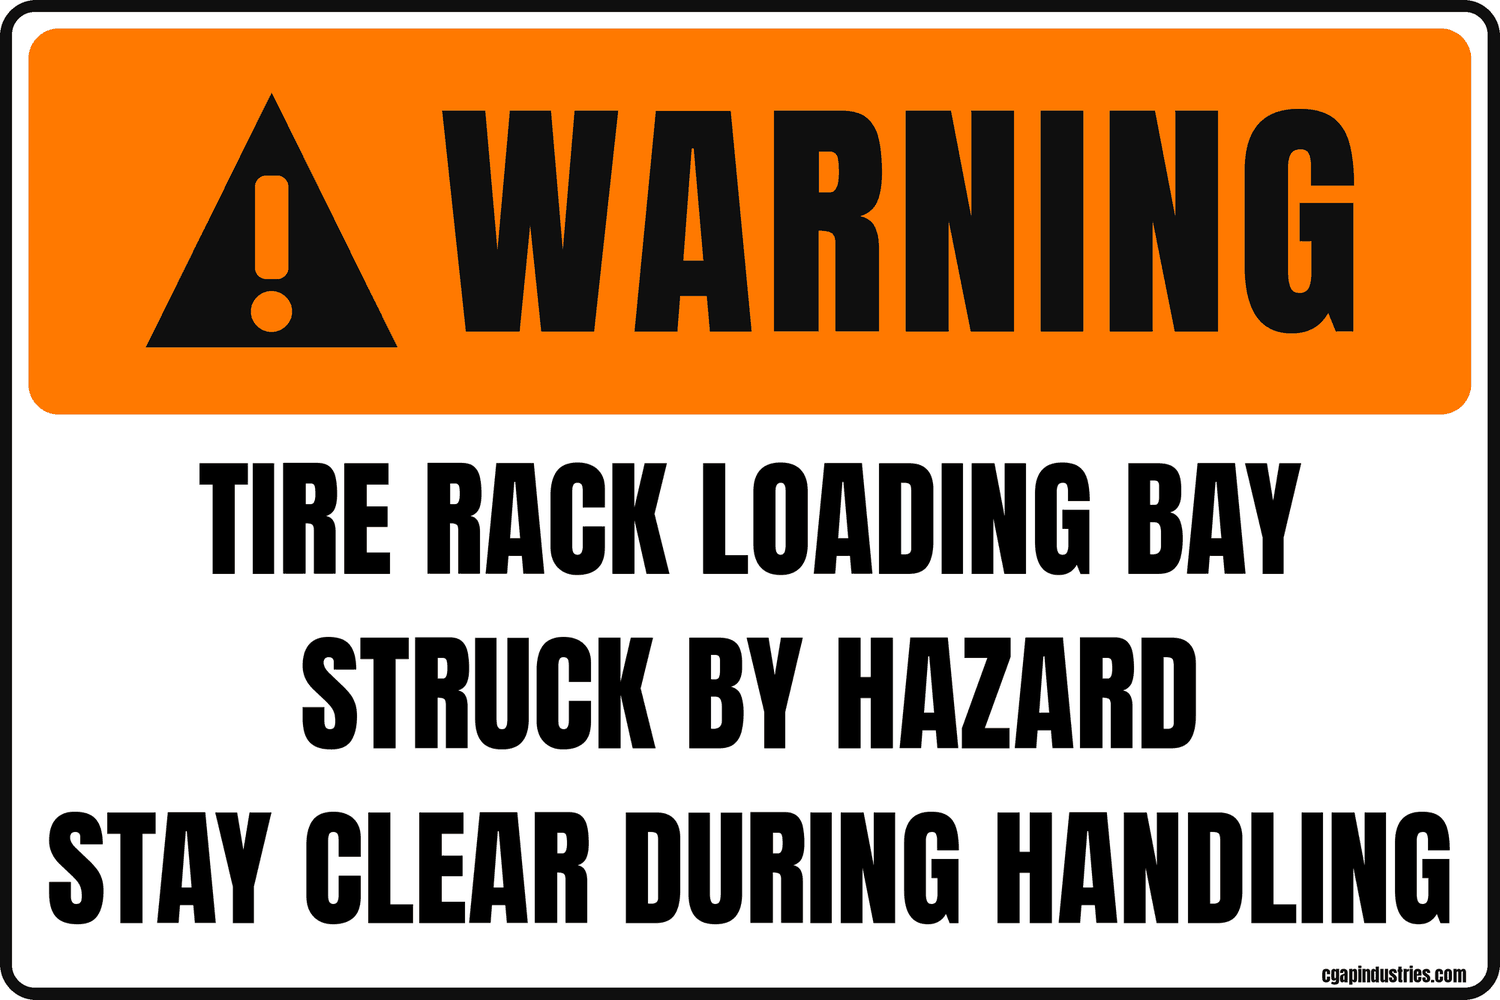 WARNING
TIRE RACK LOADING BAY
STRUCK BY HAZARD
STAY CLEAR DURING HANDLING
cgapindustries.com